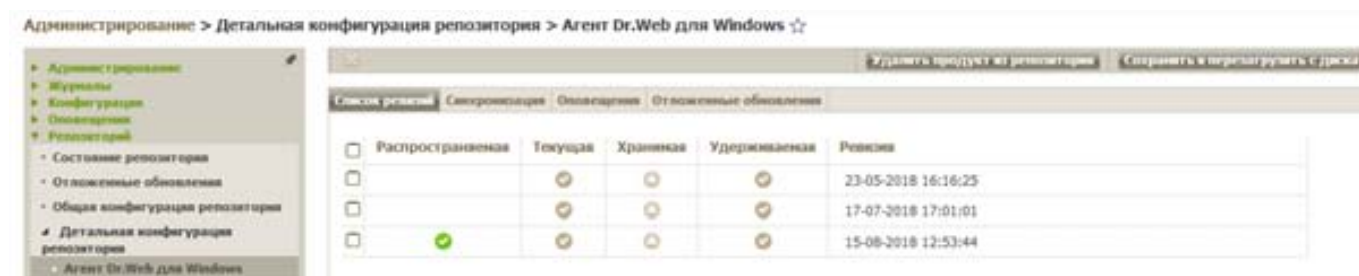 Администрирование > Детальная конфигурация репозитория > Агент Dr.Web для Windows ☆
Администрирование
Журналы
Конфигурация
Оповещения
Репозиторий
Состояние репозитория
Отложенные обновления
Общая конфигурация репозитория
Детальная конфигурация
репозитория
Агент Dr.Web для Windows
Удалить продукт из репозитория Сохранить и перезагрузить с диска
Список ревизий Синхронизация Оповещения Отложенные обновления
Распространяемая Текущая Хранимая Удерживаемая Ревизия
23-05-2018 16:16:25
17-07-2018 17:01:01
15-08-2018 12:53:44